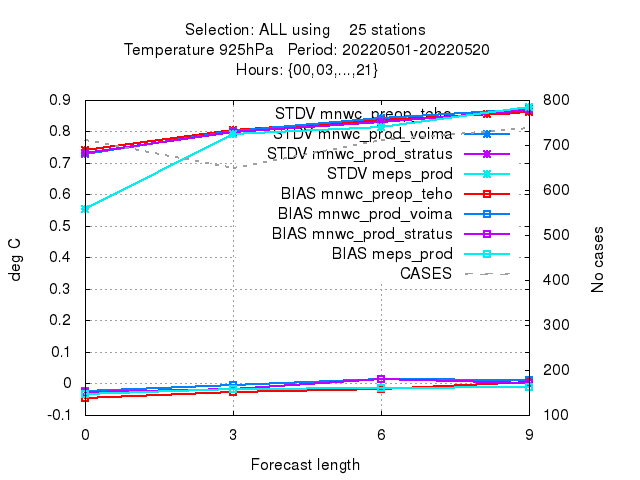 Selection: ALL using    25 stations
Temperature 925hPa   Period: 20220501-20220520
Hours: {00,03,...,21}
0.9
0.8
0.7
0.6
0.5
0.4
0.3
0.2
0.1
0
-0.1
deg C
STDV mnwc_preop_teho
STDV mnwc_prod_voima
STDV mnwc_prod_stratus
STDV meps_prod
BIAS mnwc_preop_teho
BIAS mnwc_prod_voima
BIAS mnwc_prod_stratus
BIAS meps_prod
CASES
800
700
600
500
400
300
200
100
No cases
0 3 6 9
Forecast length